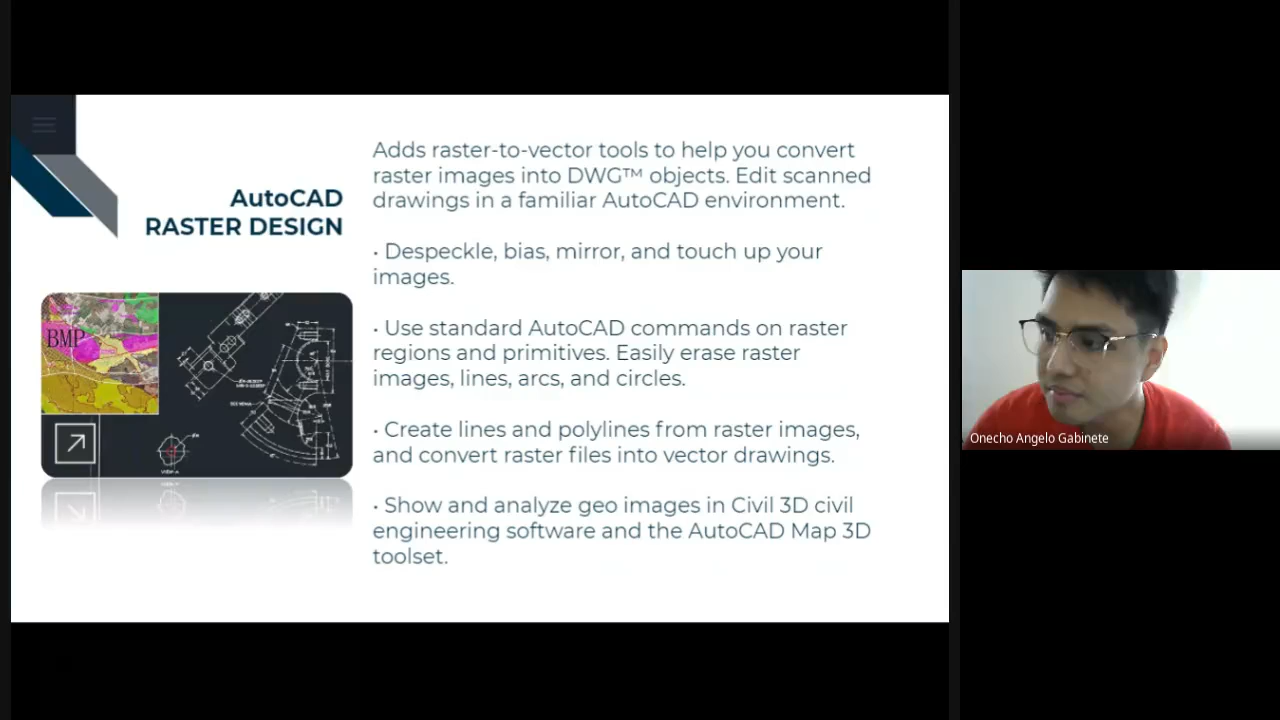 AutoCAD
RASTER DESIGN
Adds raster-to-vector tools to help you convert
raster images into DWG™ objects. Edit scanned
drawings in a familiar AutoCAD environment.
• Despeckle, bias, mirror, and touch up your
images.
• Use standard AutoCAD commands on raster
regions and primitives. Easily erase raster
images, lines, arcs, and circles.
• Create lines and polylines from raster images,
and convert raster files into vector drawings.
• Show and analyze geo images in Civil 3D civil
engineering software and the AutoCAD Map 3D
toolset.
BMP
VIEW-A
Onecho Angelo Gabinete